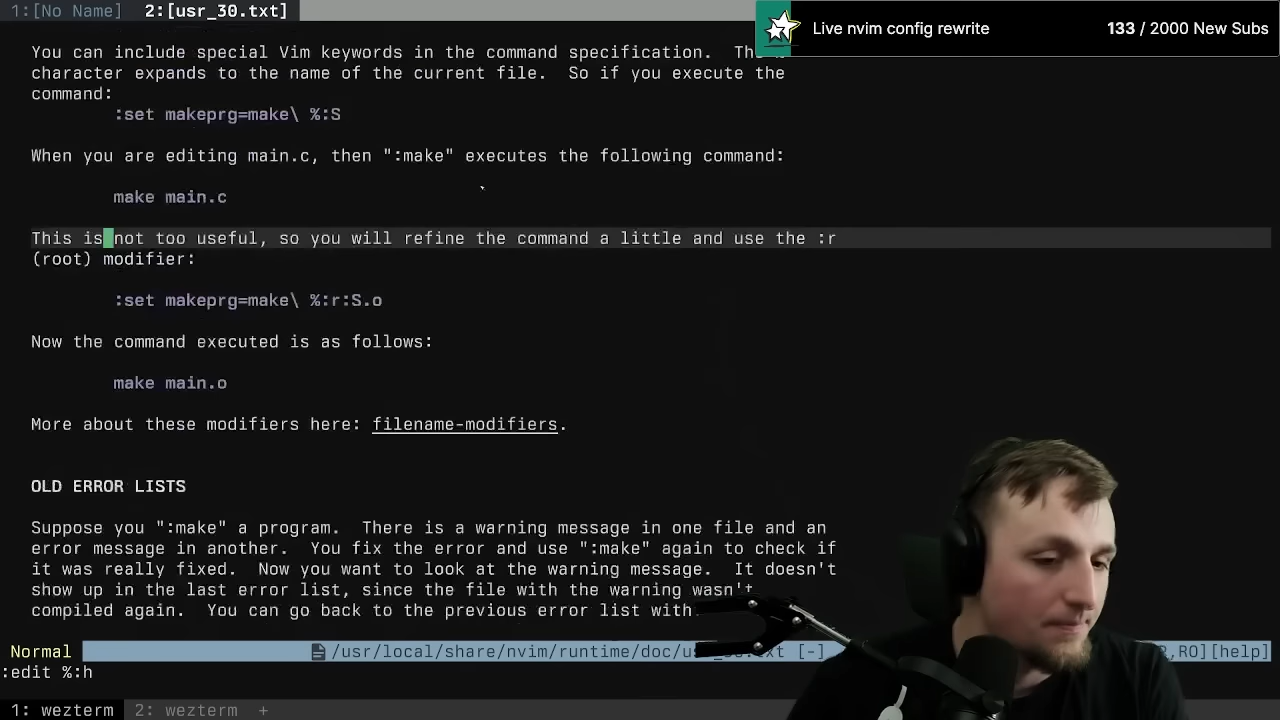 1:[No Name]  2:[usr_30.txt]
Live nvim config rewrite
133 / 2000 New Subs
You can include special Vim keywords in the command specification.  The
character expands to the name of the current file.  So if you execute the
command:
:set makeprg=make\ %:S
When you are editing main.c, then ":make" executes the following command:
make main.c
This is not too useful, so you will refine the command a little and use the :r
(root) modifier:
:set makeprg=make\ %:r:S.o
Now the command executed is as follows:
make main.o
More about these modifiers here: filename-modifiers.
OLD ERROR LISTS
Suppose you ":make" a program.  There is a warning message in one file and an
error message in another.  You fix the error and use ":make" again to check if
it was really fixed.  Now you want to look at the warning message.  It doesn't
show up in the last error list, since the file with the warning wasn't
compiled again.  You can go back to the previous error list with:
Normal /usr/local/share/nvim/runtime/doc/usr_30.txt [-] ,RO][help]
:edit %:h
1: wezterm  2: wezterm  +